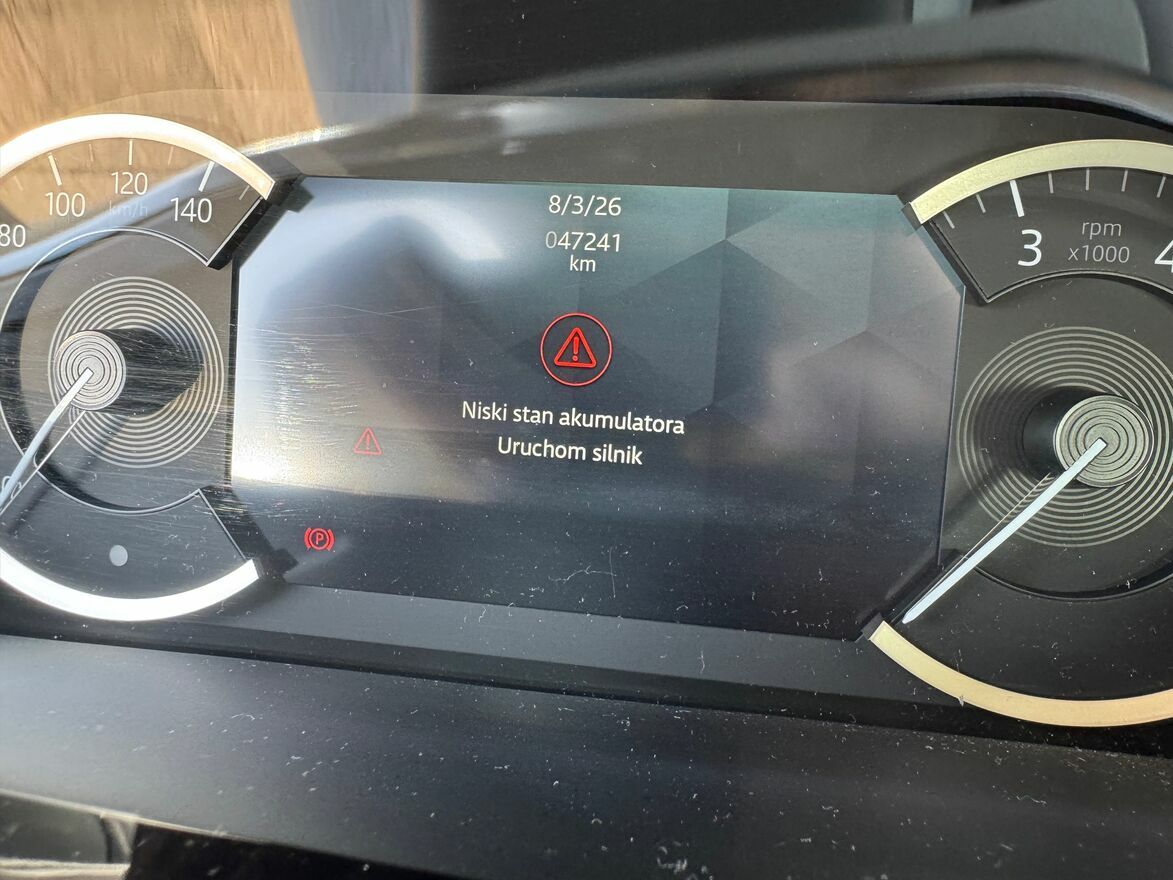 8/3/26
047241
km
Niski stan akumulatora
Uruchom silnik
80
100
120
140
km/h
3
4
rpm
x1000
P